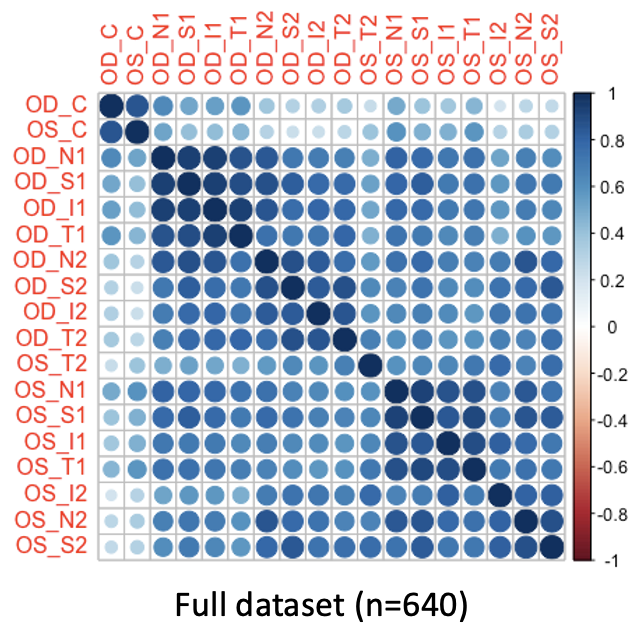 OD_C OS_C OD_N1 OD_S1 OD_I1 OD_T1 OD_N2 OD_S2 OD_I2 OD_T2 OS_T2 OS_N1 OS_S1 OS_I1 OS_T1 OS_I2 OS_N2 OS_S2
OD_C
OS_C
OD_N1
OD_S1
OD_I1
OD_T1
OD_N2
OD_S2
OD_I2
OD_T2
OS_T2
OS_N1
OS_S1
OS_I1
OS_T1
OS_I2
OS_N2
OS_S2
1
0.8
0.6
0.4
0.2
0
-0.2
-0.4
-0.6
-0.8
-1
Full dataset (n=640)